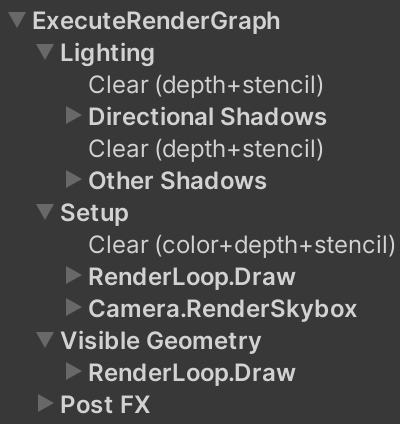 ExecuteRenderGraph
Lighting
Clear (depth+stencil)
Directional Shadows
Clear (depth+stencil)
Other Shadows
Setup
Clear (color+depth+stencil)
RenderLoop.Draw
Camera.RenderSkybox
Visible Geometry
RenderLoop.Draw
Post FX